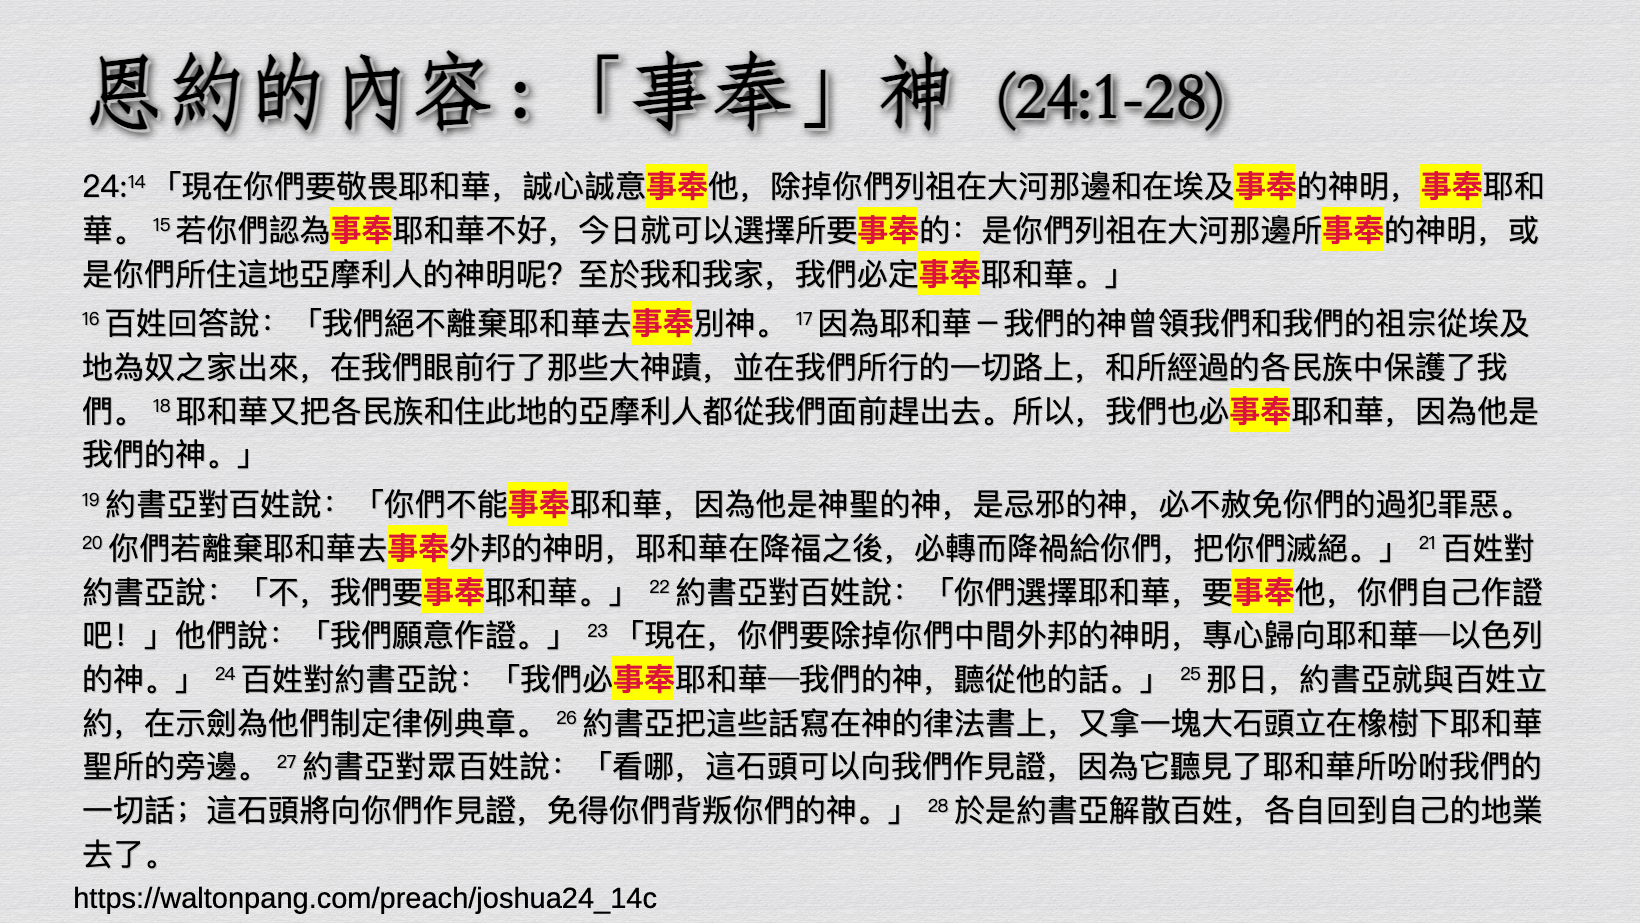 恩約的內容：「事奉」神 (24:1-28)
24:14 「現在你們要敬畏耶和華，誠心誠意事奉他，除掉你們列祖在大河那邊和在埃及事奉的神明，事奉耶和
華。 15 若你們認為事奉耶和華不好，今日就可以選擇所要事奉的：是你們列祖在大河那邊所事奉的神明，或
是你們所住這地亞摩利人的神明呢？至於我和我家，我們必定事奉耶和華。」
16 百姓回答說：「我們絕不離棄耶和華去事奉別神。 17 因為耶和華－我們的神曾領我們和我們的祖宗從埃及
地為奴之家出來，在我們眼前行了那些大神蹟，並在我們所行的一切路上，和所經過的各民族中保護了我
們。 18 耶和華又把各民族和住此地的亞摩利人都從我們面前趕出去。所以，我們也必事奉耶和華，因為他是
我們的神。」
19 約書亞對百姓說：「你們不能事奉耶和華，因為他是神聖的神，是忌邪的神，必不赦免你們的過犯罪惡。
20 你們若離棄耶和華去事奉外邦的神明，耶和華在降福之後，必轉而降禍給你們，把你們滅絕。」 21 百姓對
約書亞說：「不，我們要事奉耶和華。」 22 約書亞對百姓說：「你們選擇耶和華，要事奉他，你們自己作證
吧！」他們說：「我們願意作證。」 23 「現在，你們要除掉你們中間外邦的神明，專心歸向耶和華─以色列
的神。」 24 百姓對約書亞說：「我們必事奉耶和華─我們的神，聽從他的話。」 25 那日，約書亞就與百姓立
約，在示劍為他們制定律例典章。 26 約書亞把這些話寫在神的律法書上，又拿一塊大石頭立在橡樹下耶和華
聖所的旁邊。 27 約書亞對眾百姓說：「看哪，這石頭可以向我們作見證，因為它聽見了耶和華所吩咐我們的
一切話；這石頭將向你們作見證，免得你們背叛你們的神。」 28 於是約書亞解散百姓，各自回到自己的地業
去了。
https://waltonpang.com/preach/joshua24_14c